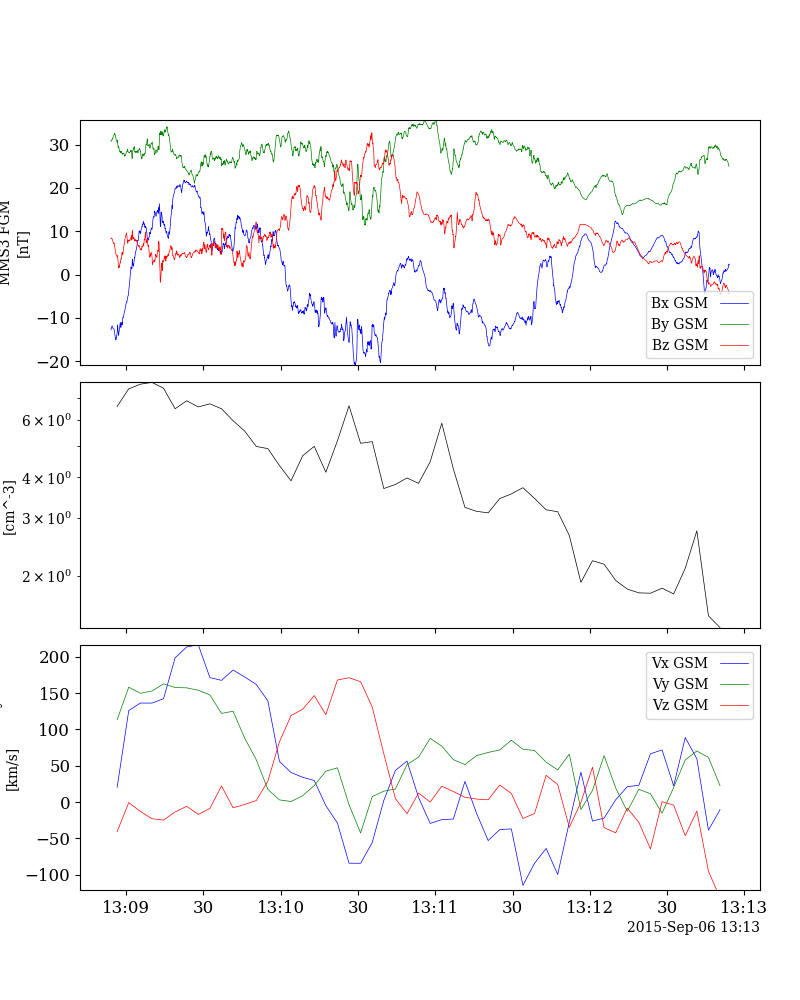 MMS3 FGM
[nT]
30
20
10
0
−10
−20
Bx GSM
By GSM
Bz GSM
[cm^-3]
6 × 10⁰
4 × 10⁰
3 × 10⁰
2 × 10⁰
[km/s]
200
150
100
50
0
−50
−100
Vx GSM
Vy GSM
Vz GSM
13:09 30 13:10 30 13:11 30 13:12 30 13:13
2015-Sep-06 13:13